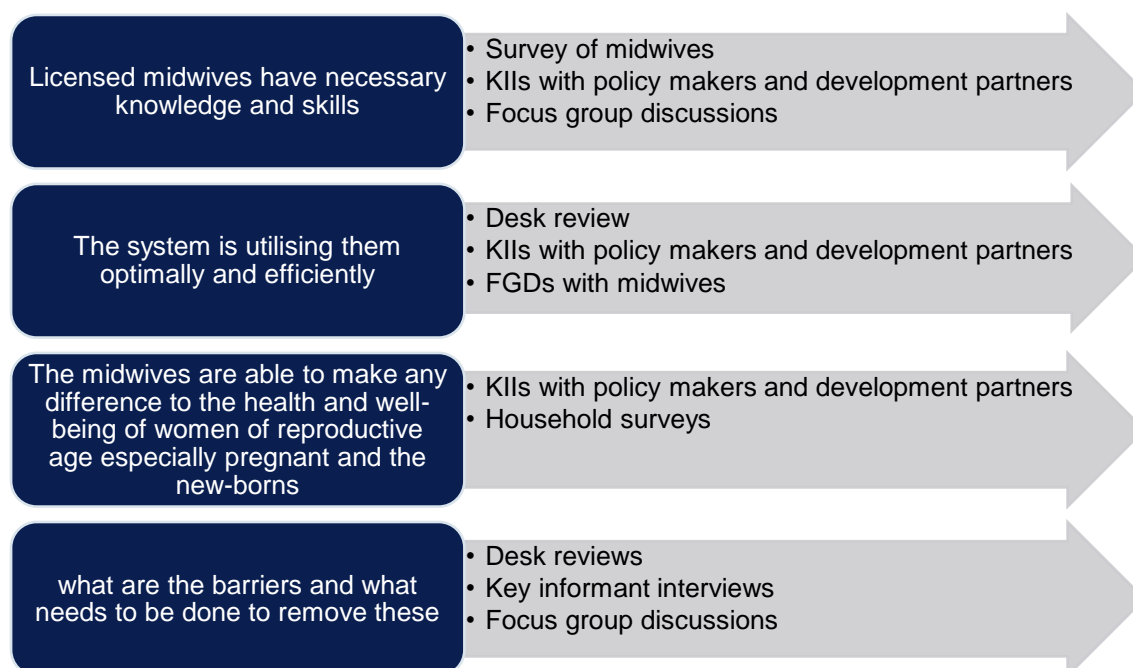 Licensed midwives have necessary
knowledge and skills
• Survey of midwives
• KIIs with policy makers and development partners
• Focus group discussions
The system is utilising them
optimally and efficiently
• Desk review
• KIIs with policy makers and development partners
• FGDs with midwives
The midwives are able to make any
difference to the health and well-
being of women of reproductive
age especially pregnant and the
new-borns
• KIIs with policy makers and development partners
• Household surveys
what are the barriers and what
needs to be done to remove these
• Desk reviews
• Key informant interviews
• Focus group discussions